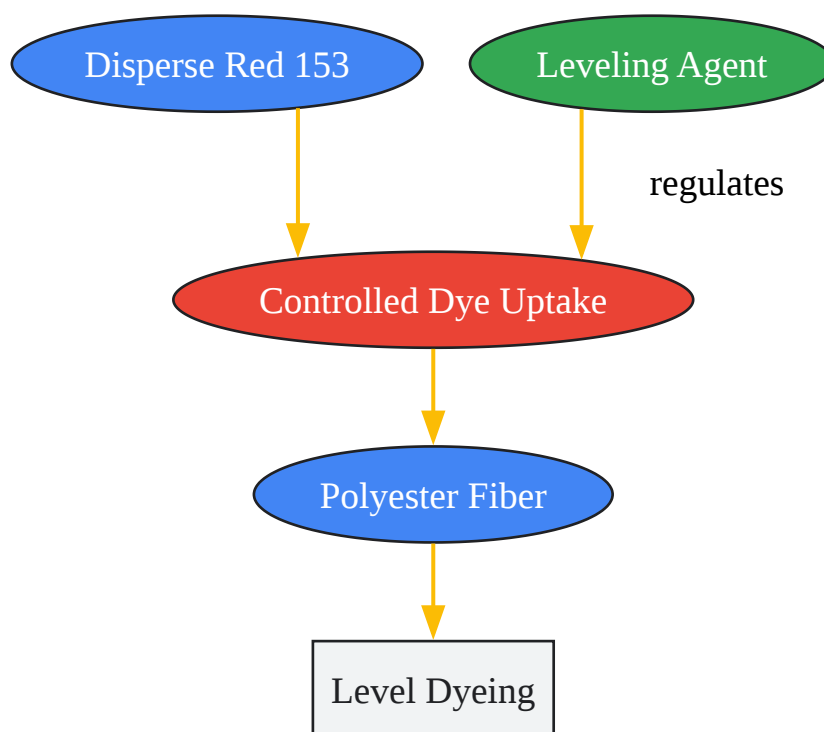 Disperse Red 153
Leveling Agent
regulates
Controlled Dye Uptake
Polyester Fiber
Level Dyeing